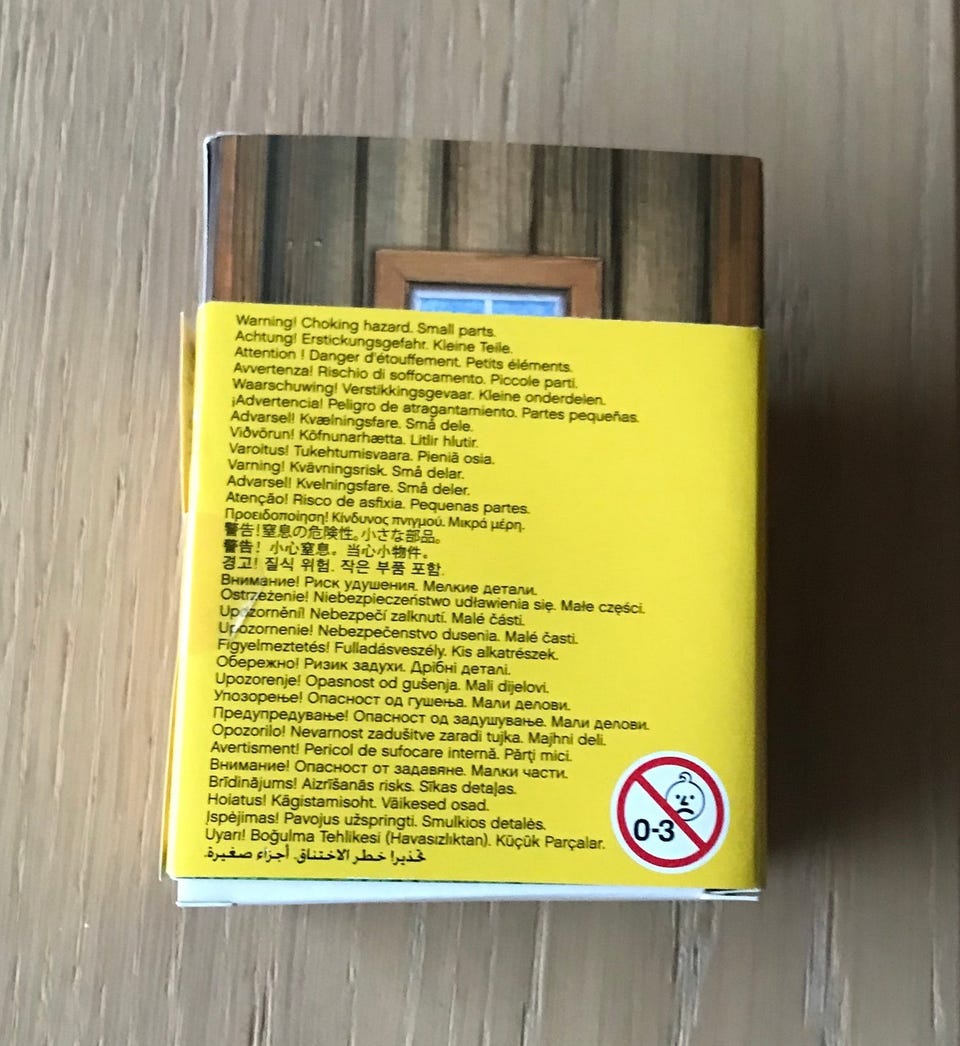 Warning! Choking hazard. Small parts.
Achtung! Erstickungsgefahr. Kleine Teile.
Attention ! Danger d'étouffement. Petits éléments.
Avvertenza! Rischio di soffocamento. Piccole parti.
Waarschuwing! Verstikkingsgevaar. Kleine onderdelen.
¡Advertencia! Peligro de atragantamiento. Partes pequeñas.
Advarsel! Kvælningsfare. Små dele.
Viðvörun! Köfnunarhætta. Litlir hlutir.
Varoitus! Tukehtumisvaara. Pieniä osia.
Varning! Kvävningsrisk. Små delar.
Advarsel! Kvelningsfare. Små deler.
Atenção! Risco de asfixia. Pequenas partes.
Προειδοποίηση! Κίνδυνος πνιγμού. Μικρά μέρη.
警告!窒息の危険性。小さな部品。
警告！小心窒息。当心小物件。
경고! 질식 위험. 작은 부품 포함.
Внимание! Риск удушения. Мелкие детали.
Ostrzeżenie! Niebezpieczeństwo udławienia się. Małe części.
Upozornění! Nebezpečí zalknutí. Malé části.
Upozornenie! Nebezpečenstvo dusenia. Malé časti.
Figyelmeztetés! Fulladásveszély. Kis alkatrészek.
Обережно! Ризик задухи. Дрібні деталі.
Upozorenje! Opasnost od gušenja. Mali dijelovi.
Упозорење! Опасност од гушења. Мали делови.
Предупредување! Опасност од задушување. Мали делови.
Opozorilo! Nevarnost zadušitve zaradi tujka. Majhni deli.
Avertisment! Pericol de sufocare internă. Părţi mici.
Внимание! Опасност от задавяне. Малки части.
Brīdinājums! Aizrīšanās risks. Sīkas detaļas.
Hoiatus! Kägistamisoht. Väikesed osad.
Įspėjimas! Pavojus užspringti. Smulkios detalės.
Uyarı! Boğulma Tehlikesi (Havasızlıktan). Küçük Parçalar.
تحذير! خطر الاختناق. أجزاء صغيرة.
0-3